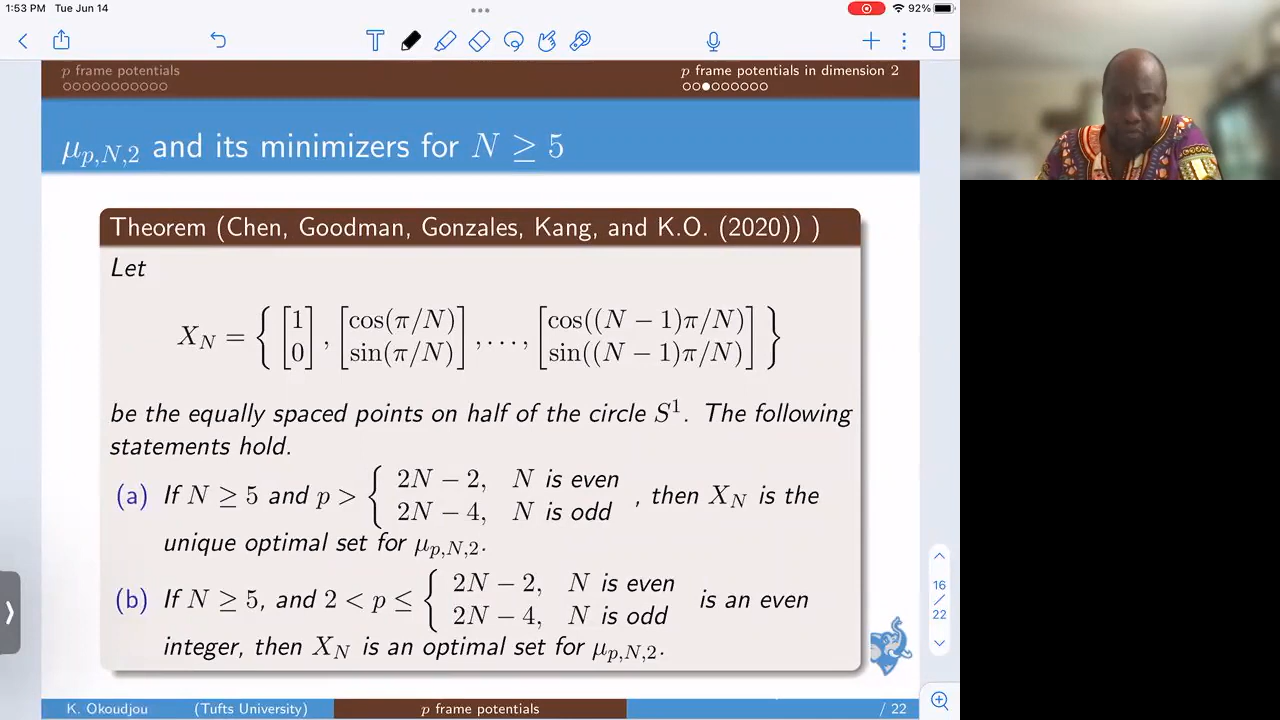 1:53 PM Tue Jun 14
92%
p frame potentials
p frame potentials in dimension 2
μ_{p,N,2} and its minimizers for N ≥ 5
Theorem (Chen, Goodman, Gonzales, Kang, and K.O. (2020)) )
Let
X_N = { [1 0], [cos(π/N) sin(π/N)], ..., [cos((N − 1)π/N) sin((N − 1)π/N)] }
be the equally spaced points on half of the circle S^1. The following
statements hold.
(a) If N ≥ 5 and p > { 2N − 2, N is even
2N − 4, N is odd , then X_N is the
unique optimal set for μ_{p,N,2}.
(b) If N ≥ 5, and 2 < p ≤ { 2N − 2, N is even
2N − 4, N is odd is an even
integer, then X_N is an optimal set for μ_{p,N,2}.
16
/
22
K. Okoudjou (Tufts University)
p frame potentials
/ 22